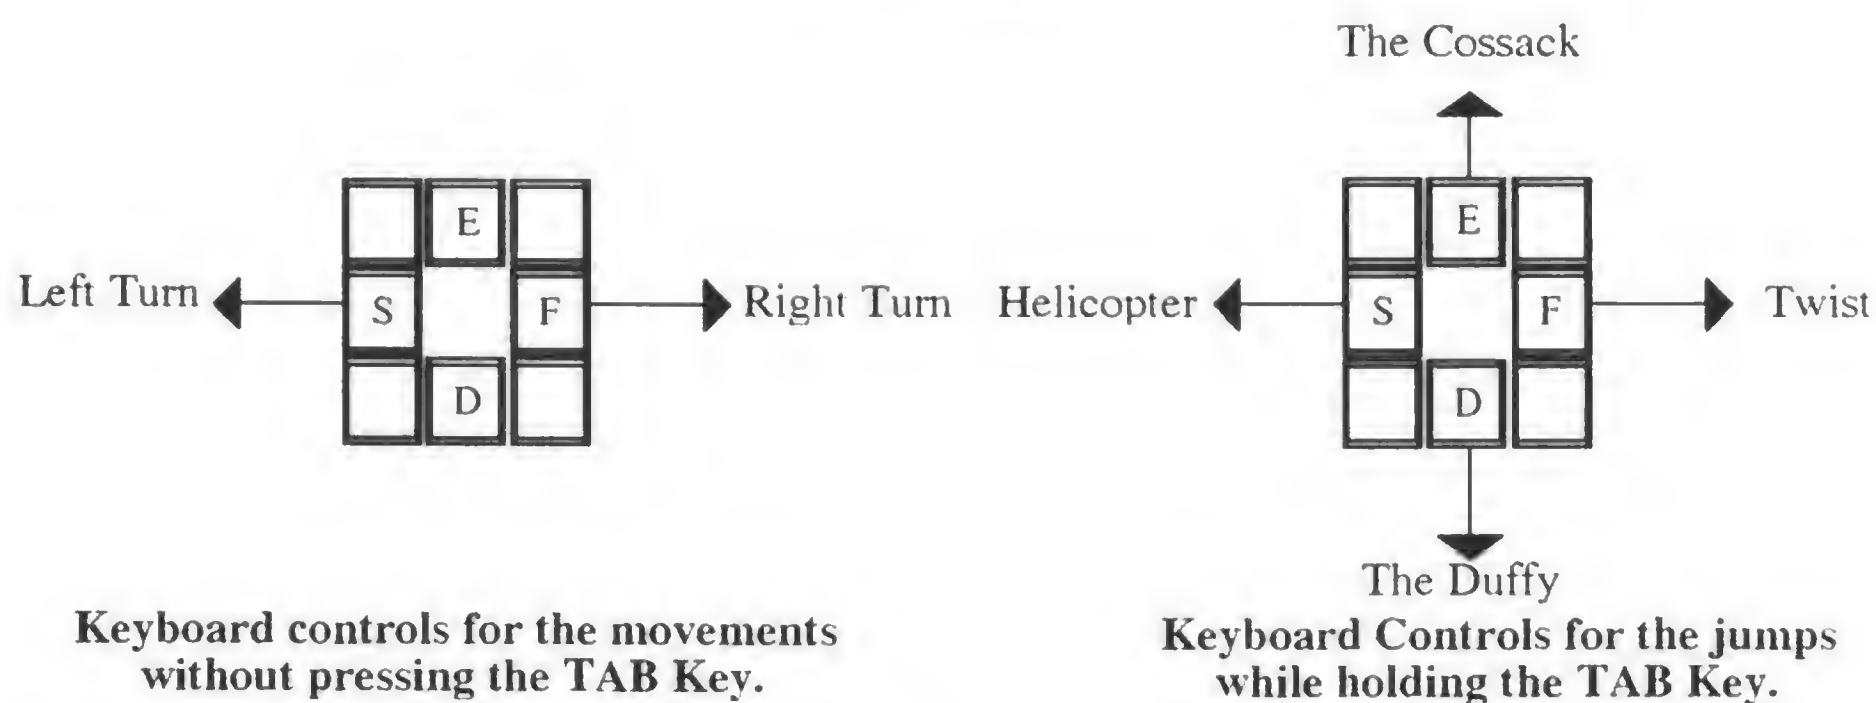 E
S
F
D
Left Turn
Right Turn
Keyboard controls for the movements
without pressing the TAB Key.
The Cossack
E
Helicopter
S
F
Twist
D
The Duffy
Keyboard Controls for the jumps
while holding the TAB Key.